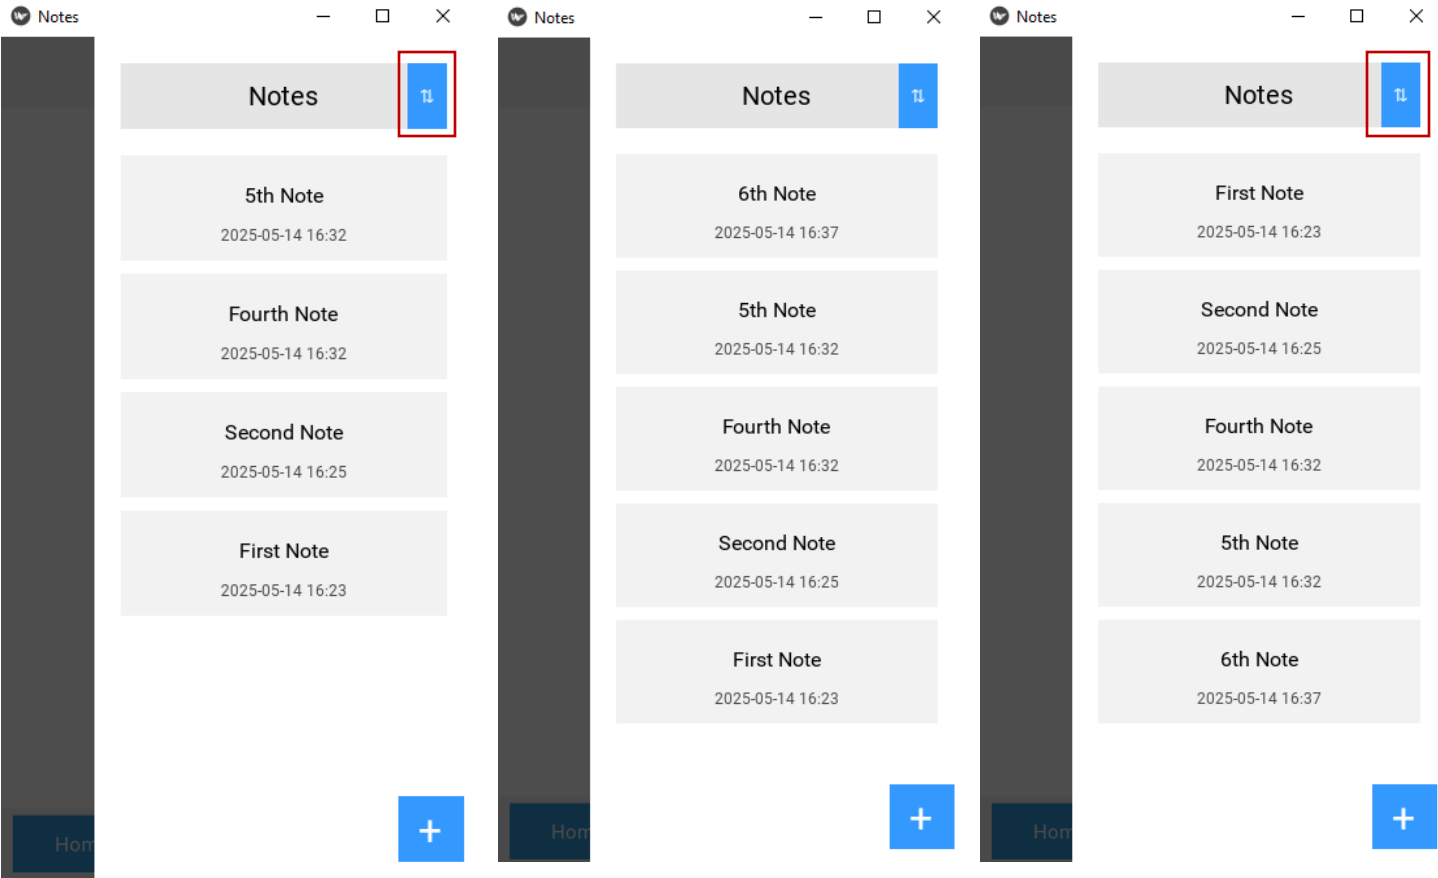 Notes
Notes ⇅
5th Note
2025-05-14 16:32
Fourth Note
2025-05-14 16:32
Second Note
2025-05-14 16:25
First Note
2025-05-14 16:23
+
Hom
Notes
Notes ⇅
6th Note
2025-05-14 16:37
5th Note
2025-05-14 16:32
Fourth Note
2025-05-14 16:32
Second Note
2025-05-14 16:25
First Note
2025-05-14 16:23
+
Hom
Notes
Notes ⇅
First Note
2025-05-14 16:23
Second Note
2025-05-14 16:25
Fourth Note
2025-05-14 16:32
5th Note
2025-05-14 16:32
6th Note
2025-05-14 16:37
+
Hom